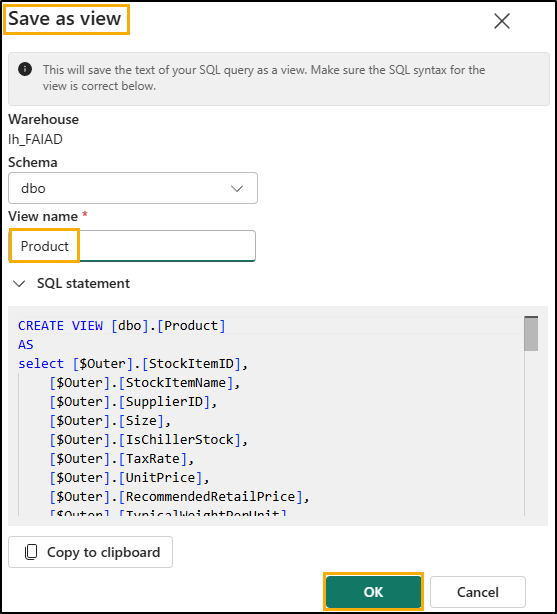 Save as view
This will save the text of your SQL query as a view. Make sure the SQL syntax for the
view is correct below.
Warehouse
lh_FAIAD
Schema
dbo
View name *
Product
SQL statement
CREATE VIEW [dbo].[Product]
AS
select [$Outer].[StockItemID],
[$Outer].[StockItemName],
[$Outer].[SupplierID],
[$Outer].[Size],
[$Outer].[IsChillerStock],
[$Outer].[TaxRate],
[$Outer].[UnitPrice],
[$Outer].[RecommendedRetailPrice],
[$Outer].[TypicalWeightPerUnit]
Copy to clipboard
OK
Cancel